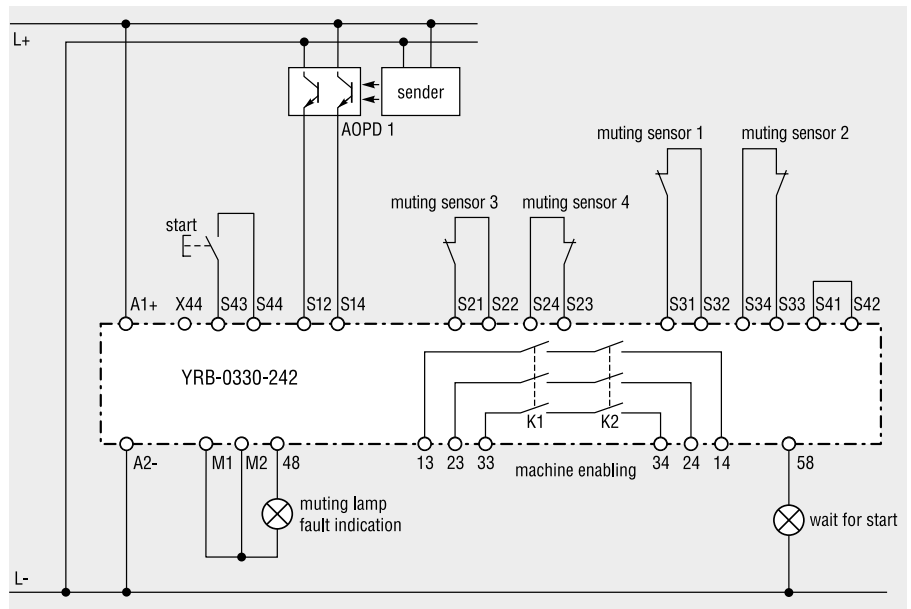 L+
sender
AOPD 1
muting sensor 1
muting sensor 2
muting sensor 3
muting sensor 4
start
A1+ X44 S43 S44 S12 S14 S21 S22 S24 S23 S31 S32 S34 S33 S41 S42
YRB-0330-242
K1 K2
A2- M1 M2 48 13 23 33 machine enabling 34 24 14 58
muting lamp
fault indication
wait for start
L-